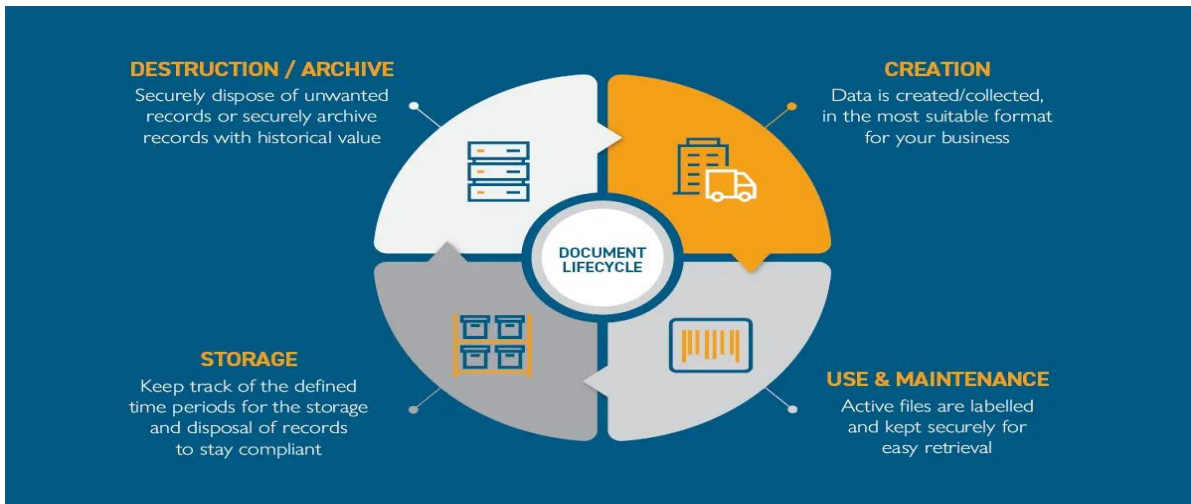 DESTRUCTION / ARCHIVE
Securely dispose of unwanted
records or securely archive
records with historical value
CREATION
Data is created/collected,
in the most suitable format
for your business
DOCUMENT
LIFECYCLE
STORAGE
Keep track of the defined
time periods for the storage
and disposal of records
to stay compliant
USE & MAINTENANCE
Active files are labelled
and kept securely for
easy retrieval